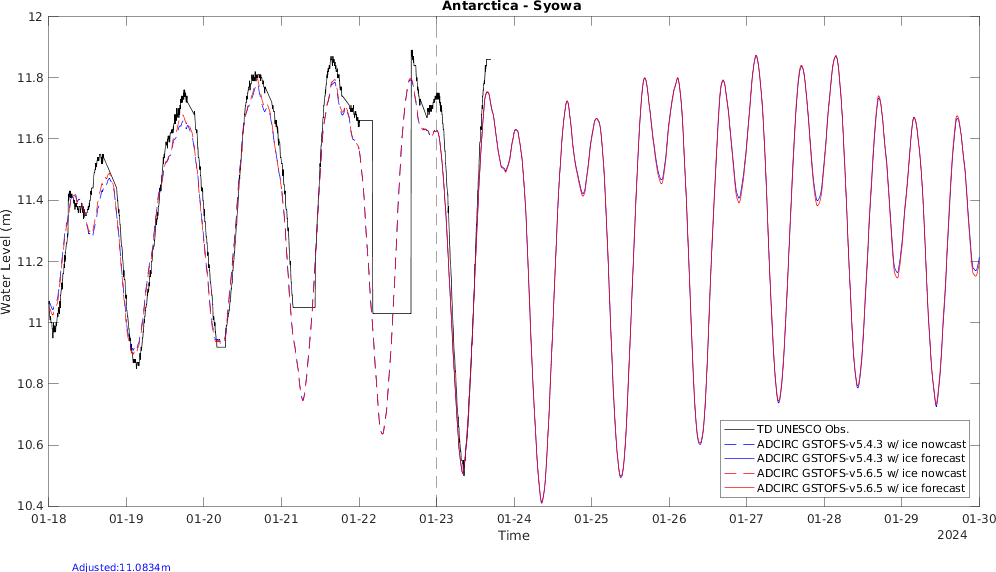 Antarctica - Syowa
12
11.8
11.6
11.4
11.2
11
10.8
10.6
10.4
Water Level (m)
TD UNESCO Obs.
ADCIRC GSTOFS-v5.4.3 w/ ice nowcast
ADCIRC GSTOFS-v5.4.3 w/ ice forecast
ADCIRC GSTOFS-v5.6.5 w/ ice nowcast
ADCIRC GSTOFS-v5.6.5 w/ ice forecast
01-18 01-19 01-20 01-21 01-22 01-23 01-24 01-25 01-26 01-27 01-28 01-29 01-30
Time
2024
Adjusted:11.0834m